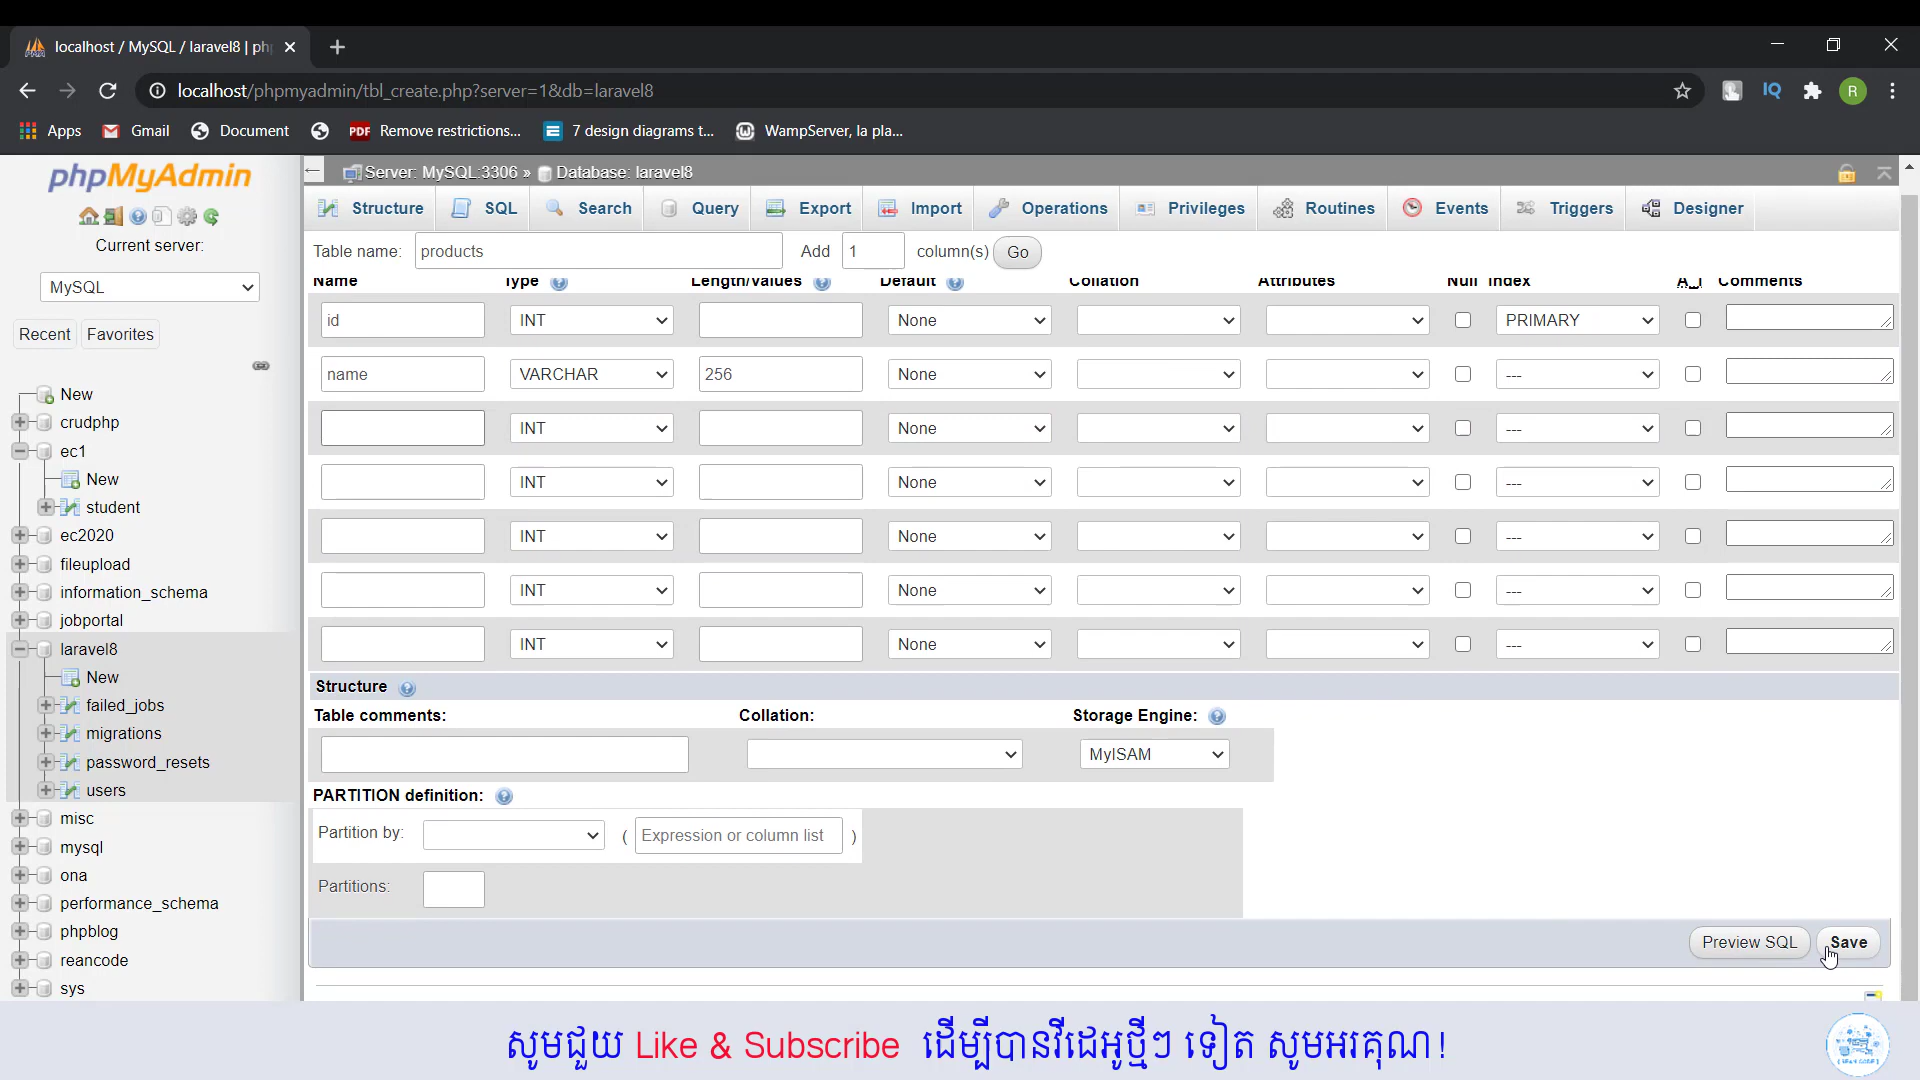 localhost / MySQL / laravel8 | ph
localhost/phpmyadmin/tbl_create.php?server=1&db=laravel8
Apps Gmail Document PDF Remove restrictions... 7 design diagrams t... WampServer, la pla...
IQ R
phpMyAdmin
Current server:
MySQL
Recent Favorites
New
crudphp
ec1
New
student
ec2020
fileupload
information_schema
jobportal
laravel8
New
failed_jobs
migrations
password_resets
users
misc
mysql
ona
performance_schema
phpblog
reancode
sys
Server: MySQL:3306 » Database: laravel8
Structure SQL Search Query Export Import Operations Privileges Routines Events Triggers Designer
Table name: products Add 1 column(s) Go
Name Type Length/Values Default Collation Attributes Null Index A_I Comments
id INT None PRIMARY
name VARCHAR 256 None ---
INT None ---
INT None ---
INT None ---
INT None ---
INT None ---
Structure
Table comments: Collation: Storage Engine:
MyISAM
PARTITION definition:
Partition by: ( Expression or column list )
Partitions:
Preview SQL Save
សូមជួយ Like & Subscribe ដើម្បីបានវីដេអូថ្មីៗ ទៀត សូមអរគុណ!